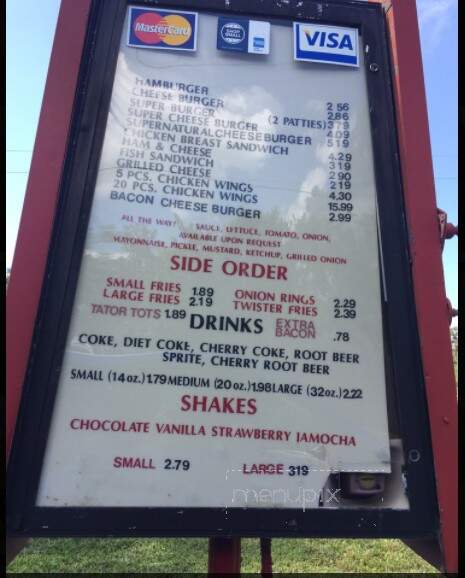 MasterCard
SHOP SMALL
VISA
HAMBURGER 2 56
CHEESE BURGER 2.86
SUPER BURGER (2 PATTIES) 3 79
SUPER CHEESE BURGER 4 09
SUPERNATURALCHEESEBURGER 5 19
CHICKEN BREAST SANDWICH 4.29
HAM & CHEESE 3 19
FISH SANDWICH 2 90
GRILLED CHEESE 2 19
5 PCS. CHICKEN WINGS 4.30
20 PCS. CHICKEN WINGS 15.99
BACON CHEESE BURGER 2.99
ALL THE WAY! SAUCE, LETTUCE, TOMATO, ONION,
AVAILABLE UPON REQUEST
MAYONNAISE, PICKLE, MUSTARD, KETCHUP, GRILLED ONION
SIDE ORDER
SMALL FRIES 1.89 ONION RINGS 2.29
LARGE FRIES 2.19 TWISTER FRIES 2.39
TATOR TOTS 1.89 EXTRA BACON .78
DRINKS
COKE, DIET COKE, CHERRY COKE, ROOT BEER
SPRITE, CHERRY ROOT BEER
SMALL (14 oz.) 1.79 MEDIUM (20 oz.) 1.98 LARGE (32oz.) 2.22
SHAKES
CHOCOLATE VANILLA STRAWBERRY JAMOCHA
SMALL 2.79 LARGE 319
menupix